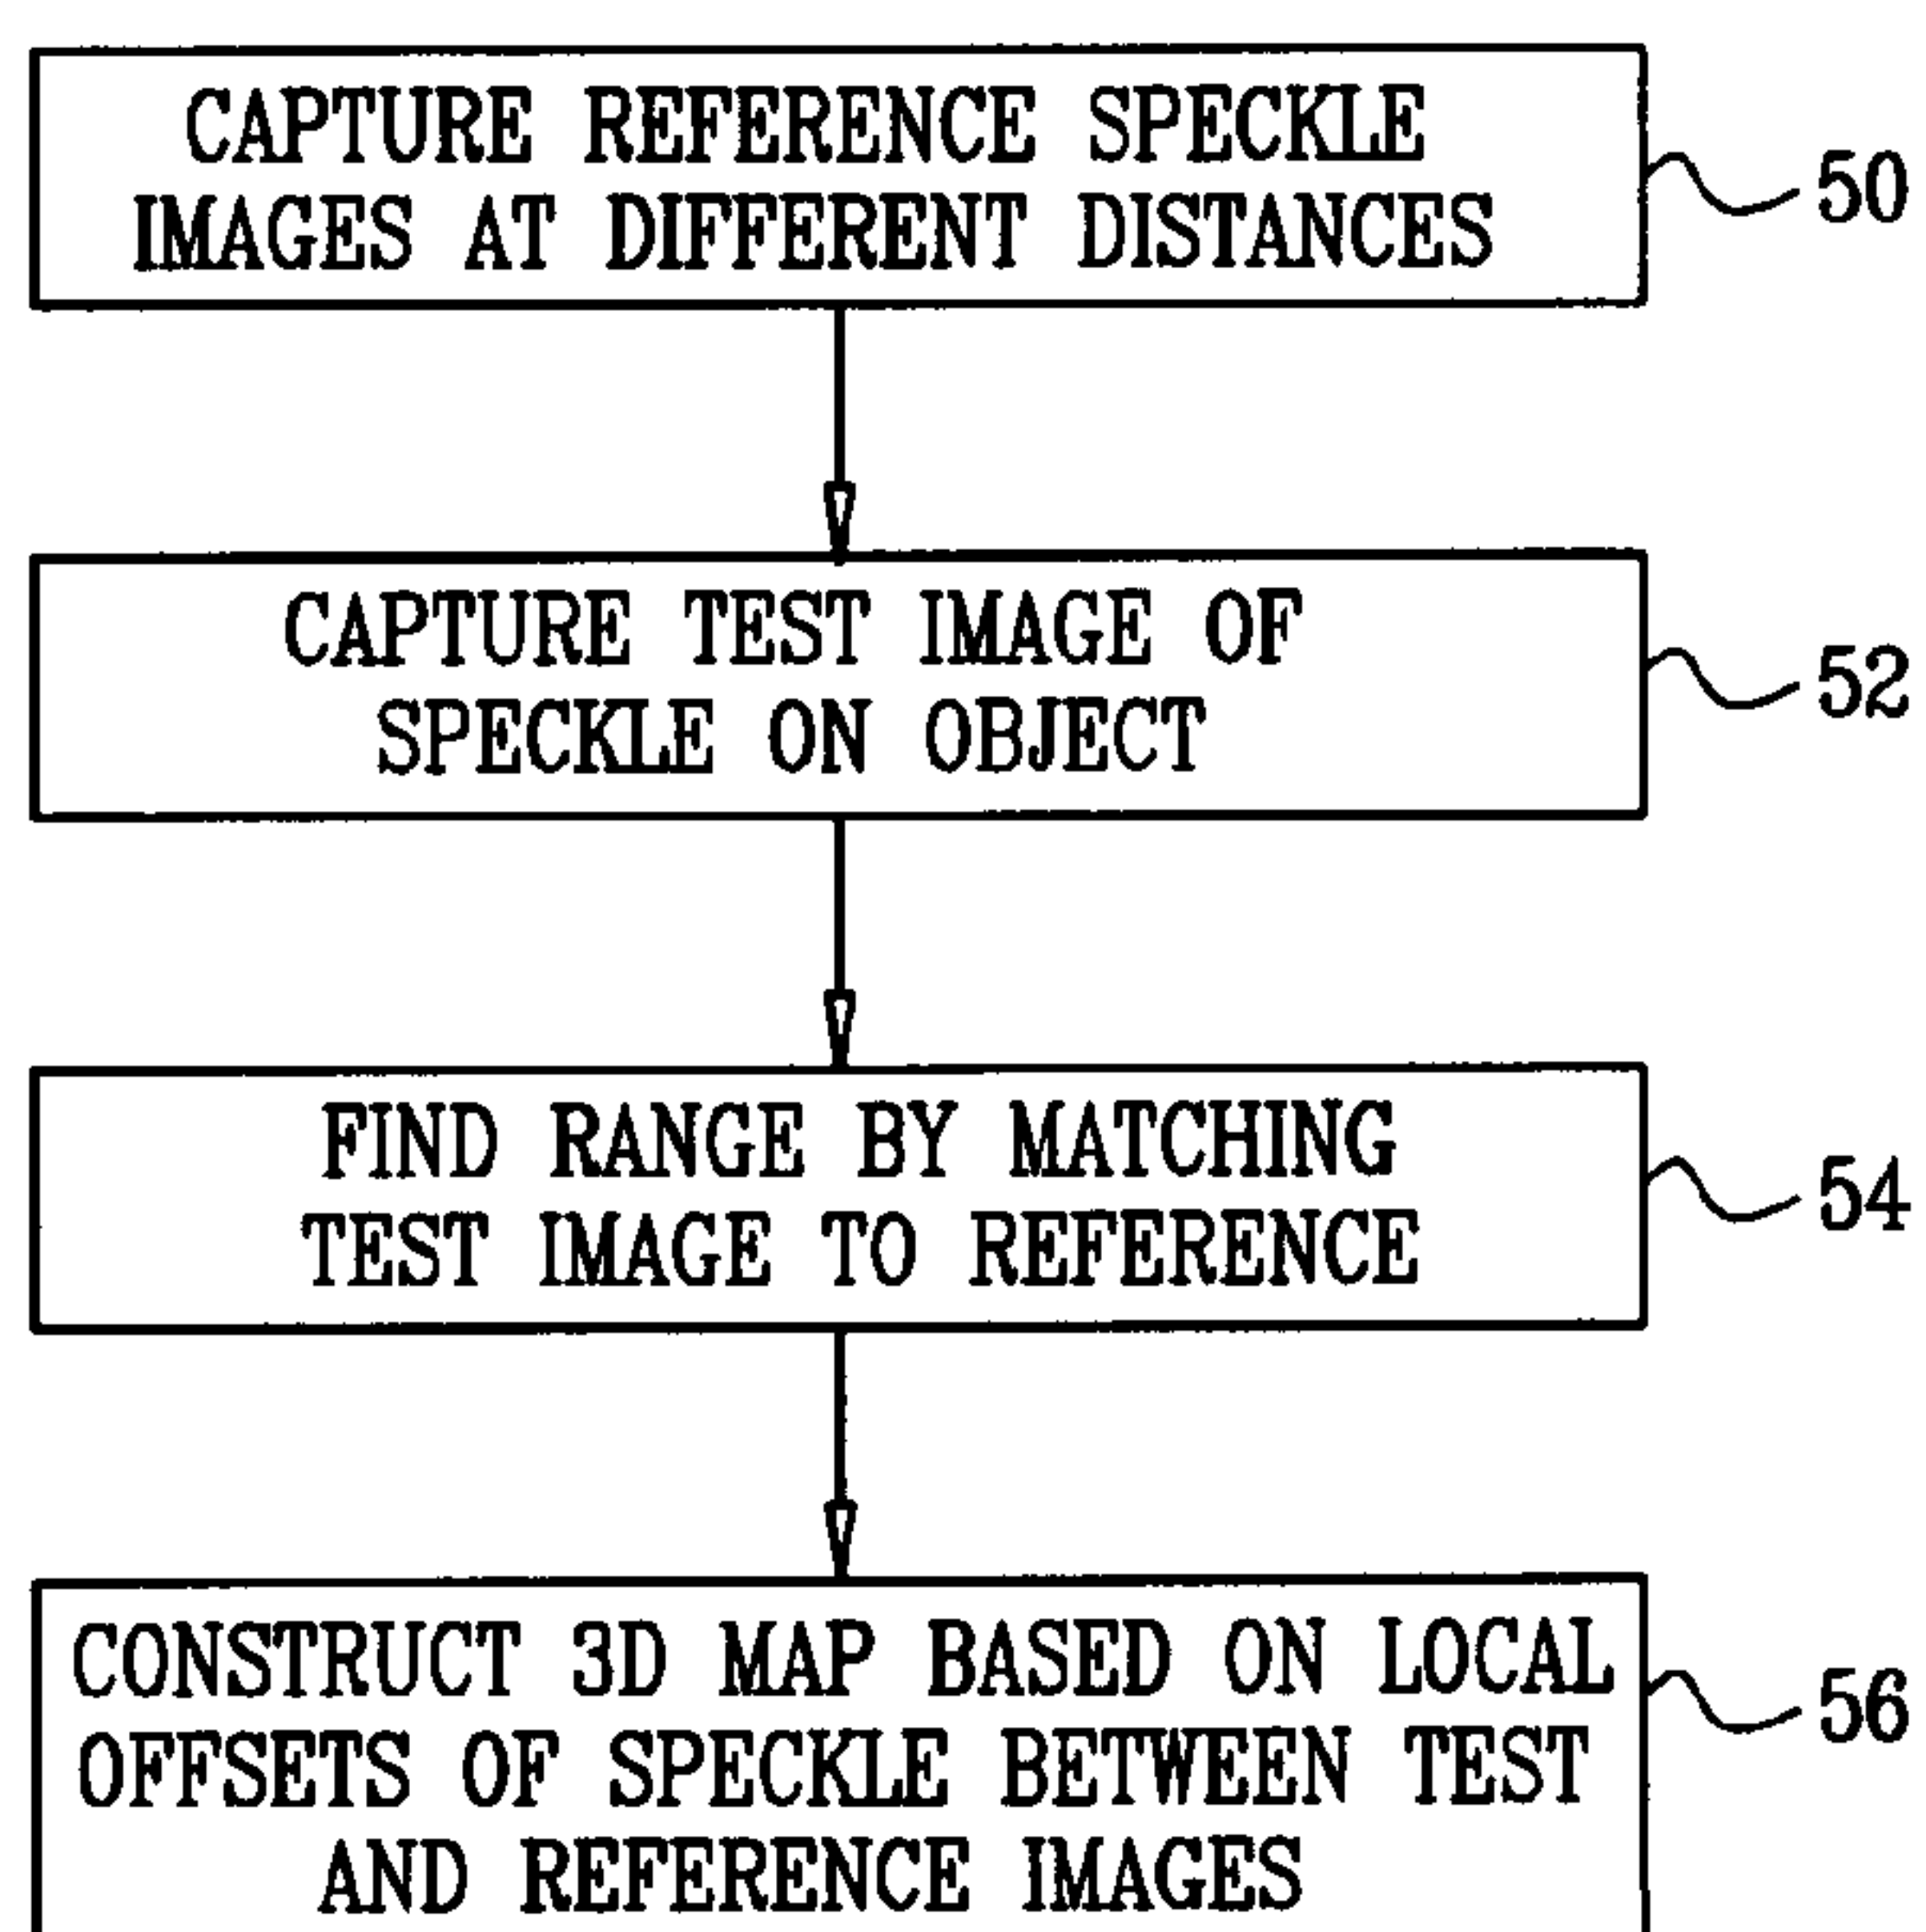 CAPTURE REFERENCE SPECKLE
IMAGES AT DIFFERENT DISTANCES
50
CAPTURE TEST IMAGE OF
SPECKLE ON OBJECT
52
FIND RANGE BY MATCHING
TEST IMAGE TO REFERENCE
54
CONSTRUCT 3D MAP BASED ON LOCAL
OFFSETS OF SPECKLE BETWEEN TEST
AND REFERENCE IMAGES
56